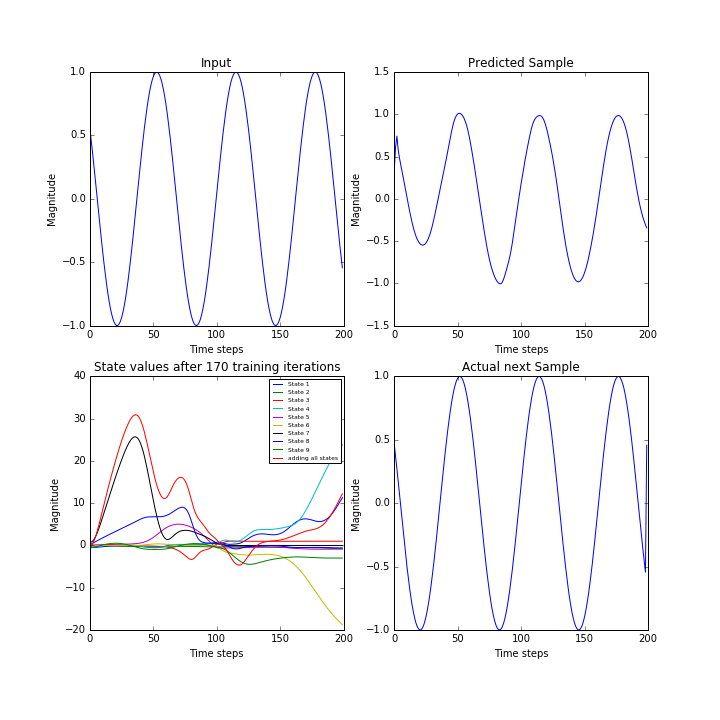 Input
Magnitude
1.0
0.5
0.0
−0.5
−1.0
0
50
100
150
200
Time steps
Predicted Sample
Magnitude
1.5
1.0
0.5
0.0
−0.5
−1.0
−1.5
0
50
100
150
200
Time steps
State values after 170 training iterations
Magnitude
40
30
20
10
0
−10
−20
0
50
100
150
200
Time steps
State 1
State 2
State 3
State 4
State 5
State 6
State 7
State 8
State 9
adding all states
Actual next Sample
Magnitude
1.0
0.5
0.0
−0.5
−1.0
0
50
100
150
200
Time steps